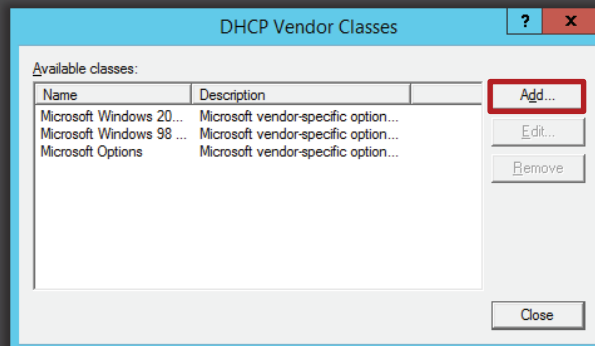 DHCP Vendor Classes
? x
Available classes:
Name Description
Add...
Microsoft Windows 20... Microsoft vendor-specific option...
Microsoft Windows 98 ... Microsoft vendor-specific option...
Edit...
Microsoft Options Microsoft vendor-specific option...
Remove
Close